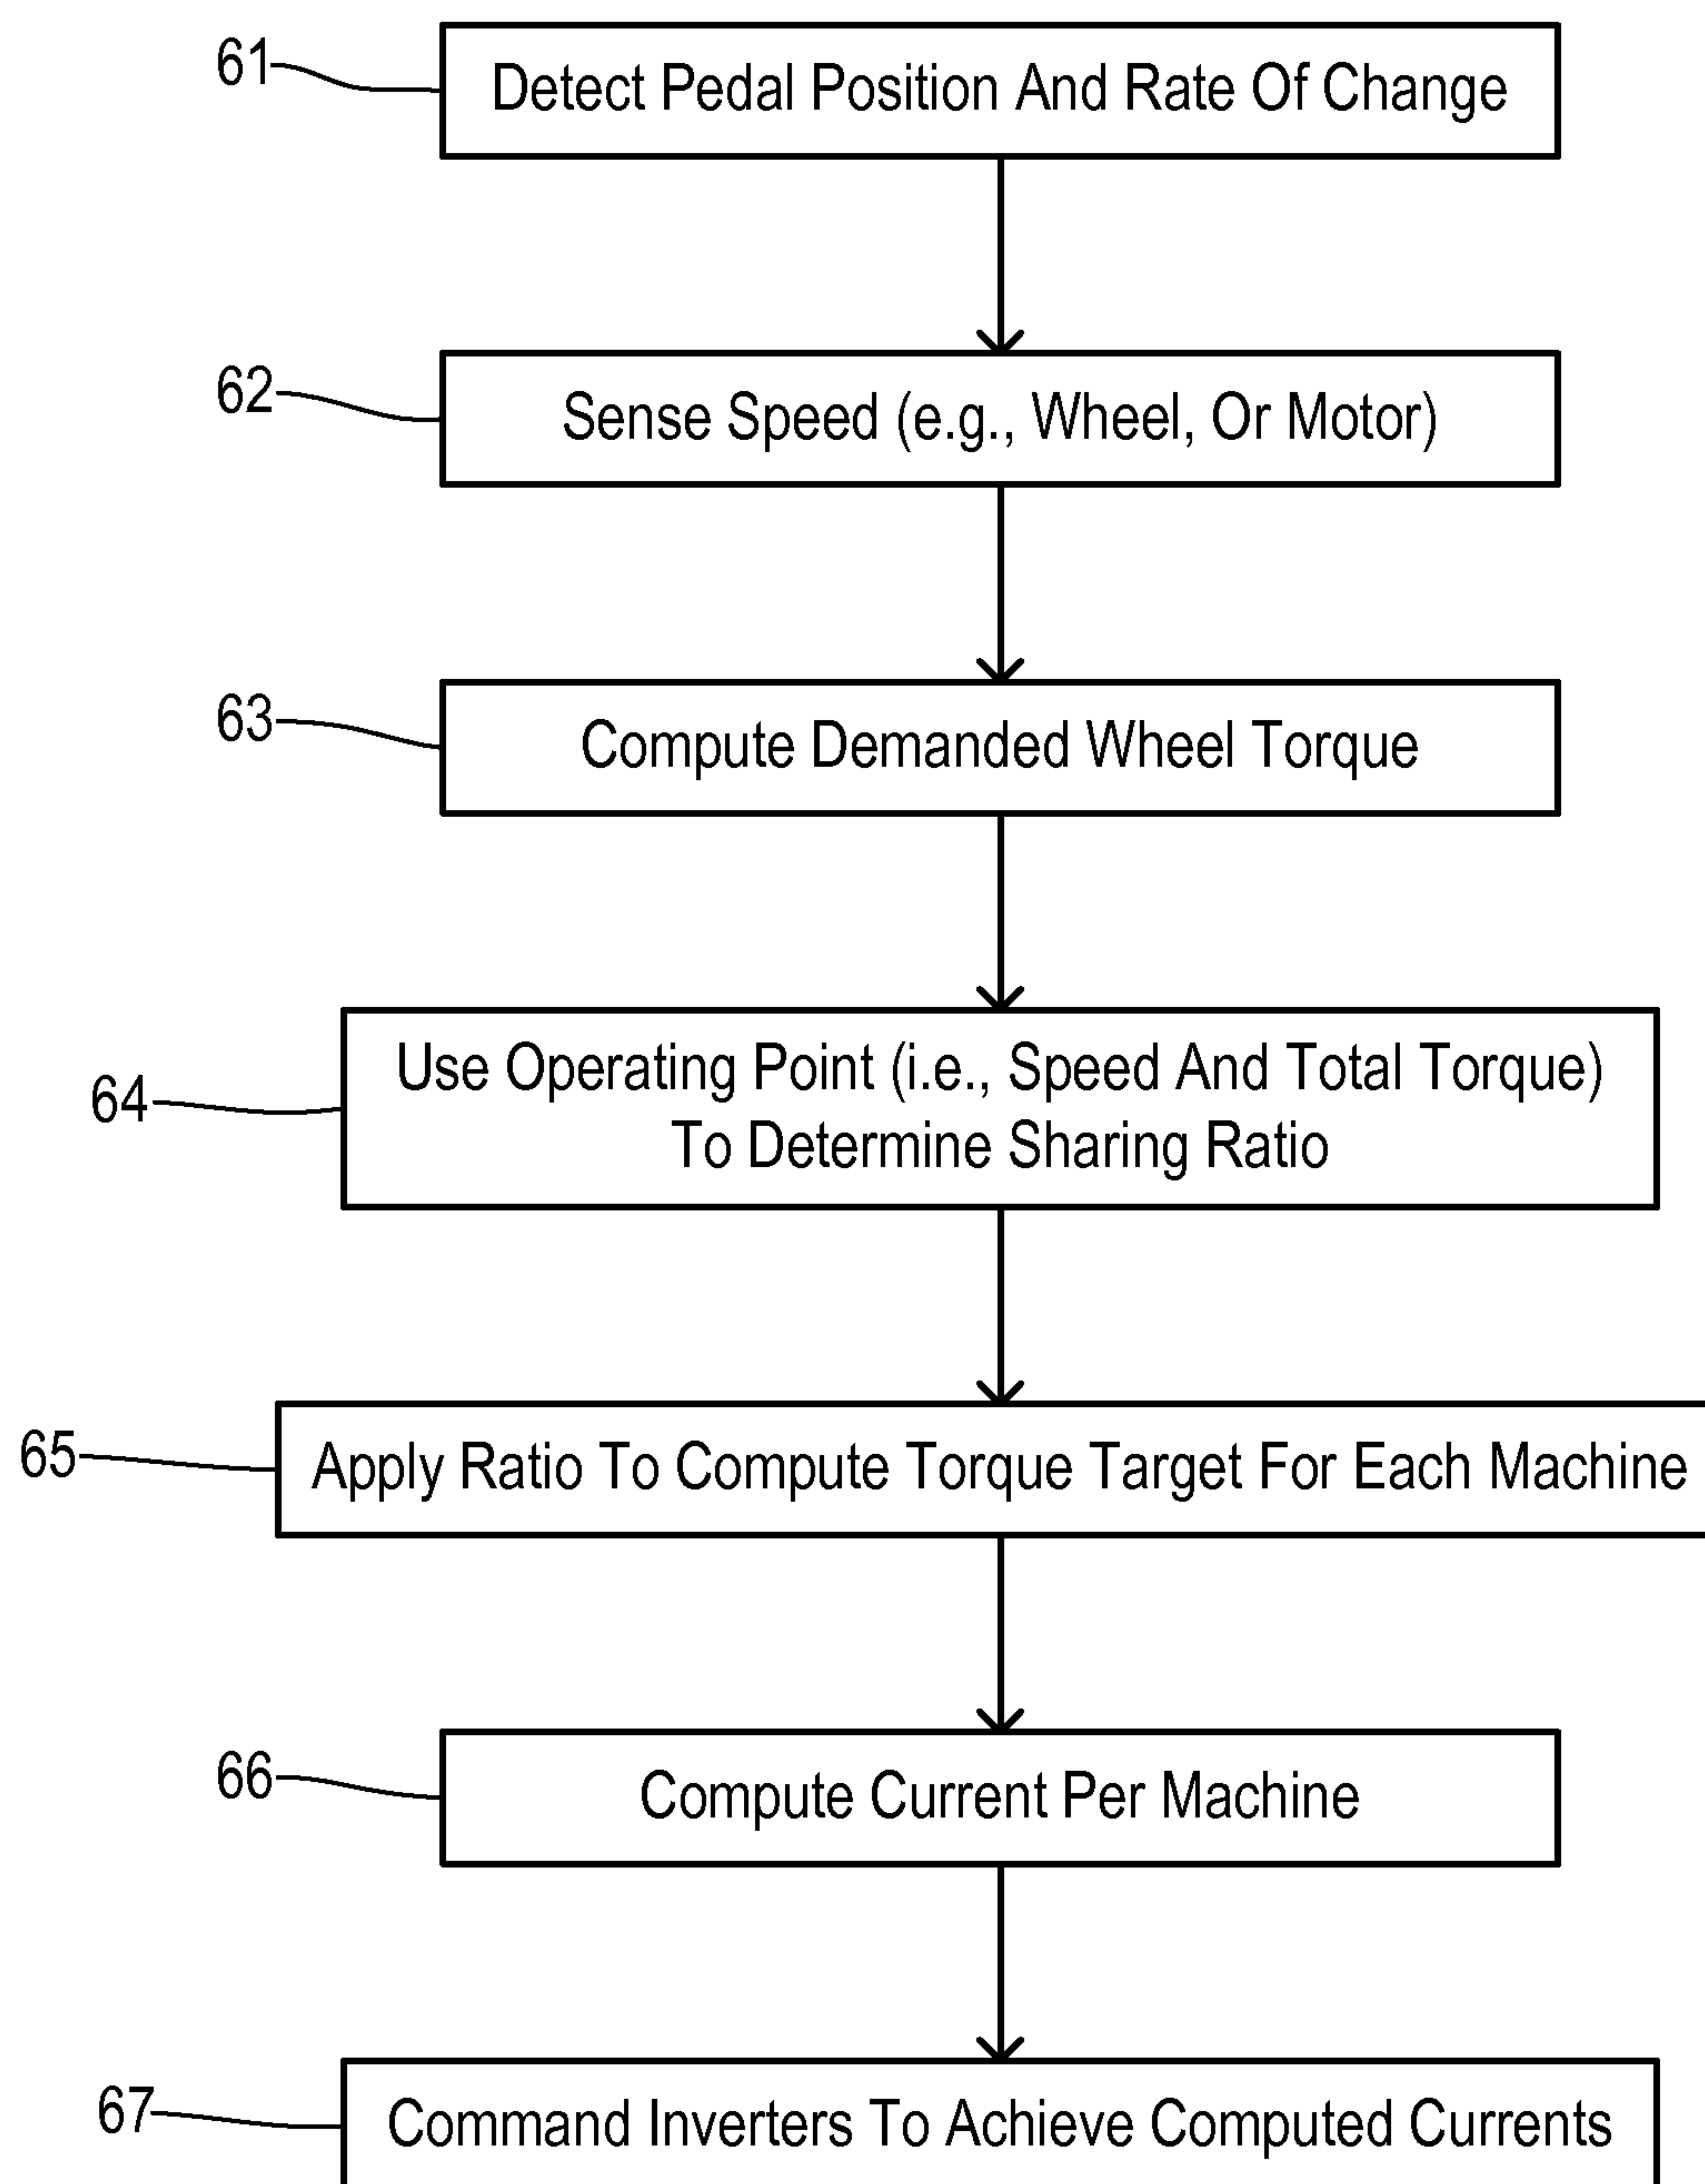 61
Detect Pedal Position And Rate Of Change
62
Sense Speed (e.g., Wheel, Or Motor)
63
Compute Demanded Wheel Torque
64
Use Operating Point (i.e., Speed And Total Torque)
To Determine Sharing Ratio
65
Apply Ratio To Compute Torque Target For Each Machine
66
Compute Current Per Machine
67
Command Inverters To Achieve Computed Currents